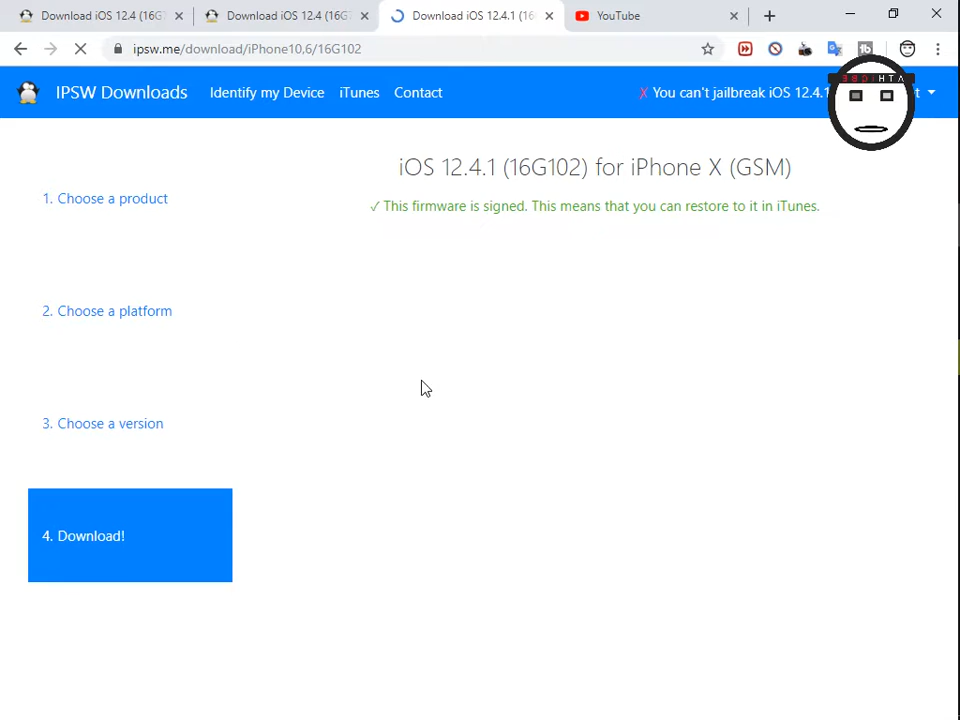 Download iOS 12.4 (16G
Download iOS 12.4 (16G
Download iOS 12.4.1 (16
YouTube
ipsw.me/download/iPhone10,6/16G102
IPSW Downloads
Identify my Device
iTunes
Contact
X You can't jailbreak iOS 12.4.1
t
iOS 12.4.1 (16G102) for iPhone X (GSM)
✓ This firmware is signed. This means that you can restore to it in iTunes.
1. Choose a product
2. Choose a platform
3. Choose a version
4. Download!